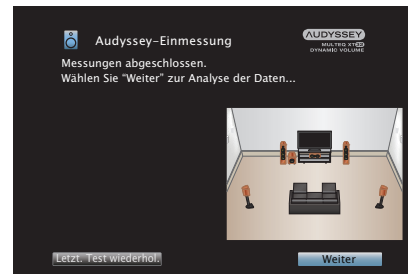 Audyssey-Einmessung
AUDYSSEY
MULTEQ XT32
DYNAMIC VOLUME
Messungen abgeschlossen.
Wählen Sie “Weiter” zur Analyse der Daten...
Letzt. Test wiederhol.
Weiter